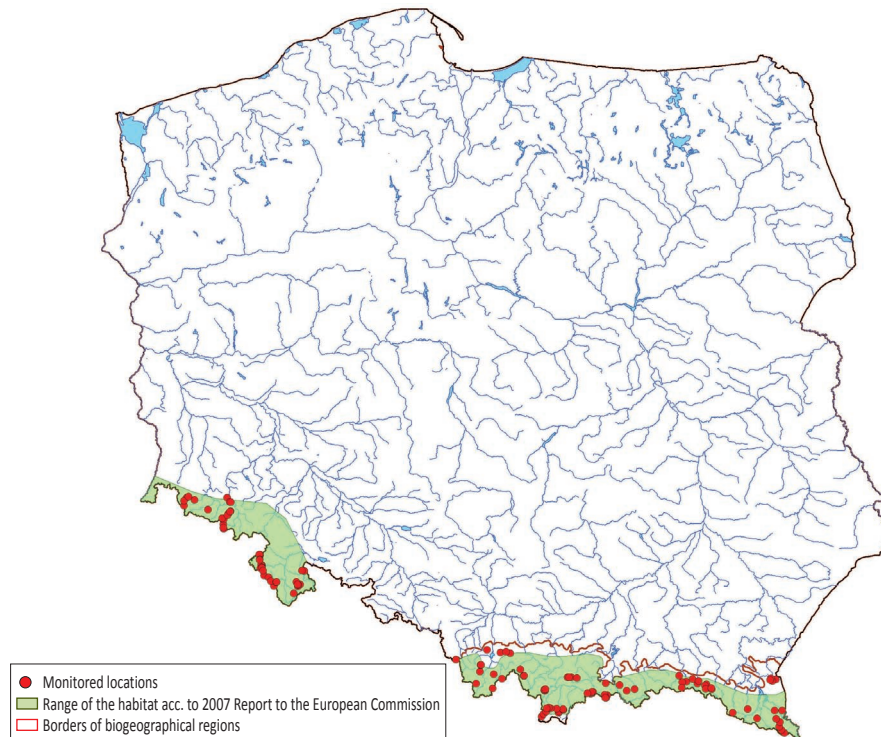 Monitored locations
Range of the habitat acc. to 2007 Report to the European Commission
Borders of biogeographical regions